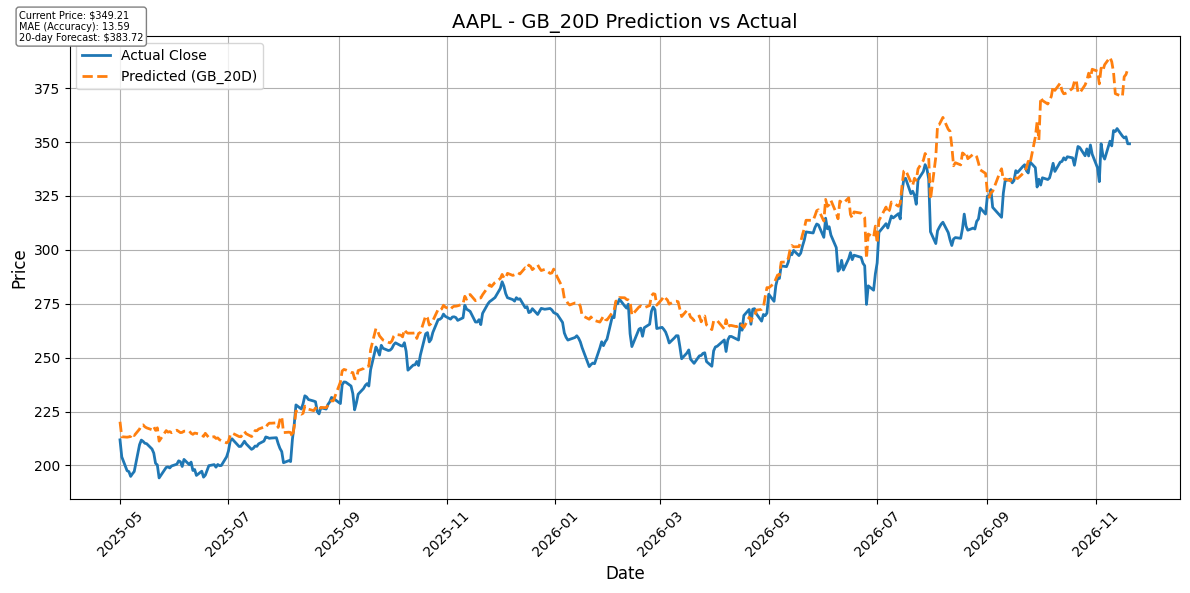 AAPL - GB_20D Prediction vs Actual
Current Price: $349.21
MAE (Accuracy): 13.59
20-day Forecast: $383.72
Actual Close
Predicted (GB_20D)
Price
375
350
325
300
275
250
225
200
2025-05
2025-07
2025-09
2025-11
2026-01
2026-03
2026-05
2026-07
2026-09
2026-11
Date